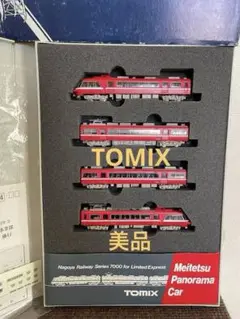 TOMIX
美品
Nagoya Railway Series 7000 for Limited Express
Meitetsu
Panorama
Car
TOMIX